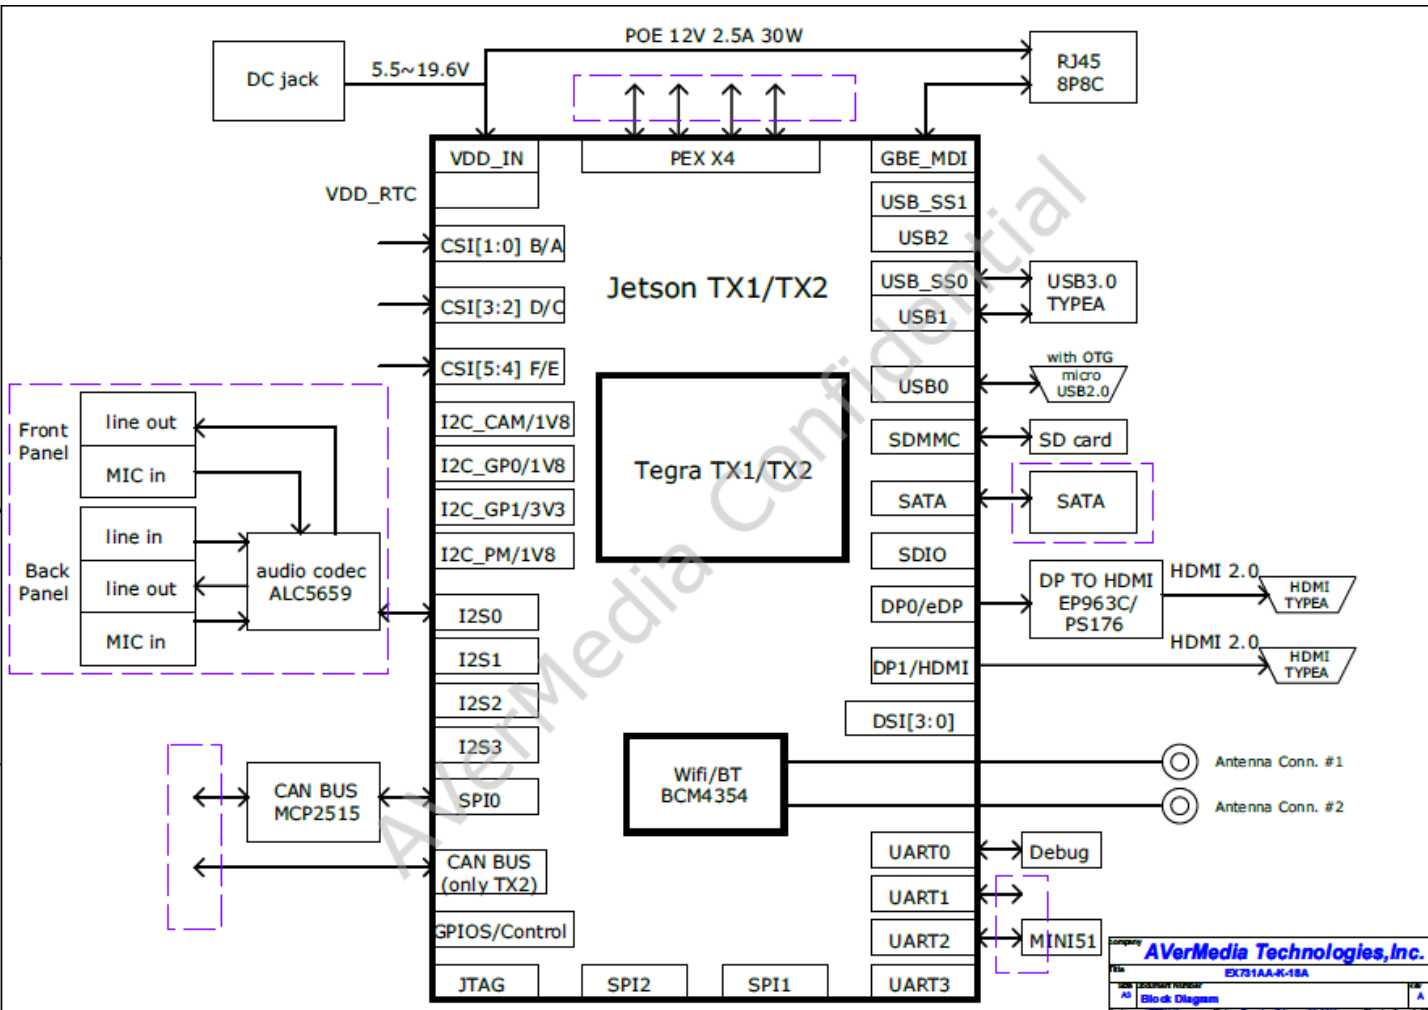 POE 12V 2.5A 30W
DC jack
5.5~19.6V
RJ45
8P8C
VDD_IN
PEX X4
GBE_MDI
VDD_RTC
USB_SS1
USB2
CSI[1:0] B/A
Jetson TX1/TX2
USB_SS0
USB1
USB3.0
TYPEA
CSI[3:2] D/C
with OTG
micro
USB2.0
CSI[5:4] F/E
USB0
Front
Panel
line out
MIC in
I2C_CAM/1V8
I2C_GP0/1V8
I2C_GP1/3V3
I2C_PM/1V8
Tegra TX1/TX2
SDMMC
SD card
SATA
SATA
SDIO
Back
Panel
line in
line out
MIC in
audio codec
ALC5659
DP0/eDP
DP TO HDMI
EP963C/
PS176
HDMI 2.0
HDMI
TYPEA
I2S0
I2S1
I2S2
I2S3
DP1/HDMI
HDMI 2.0
HDMI
TYPEA
DSI[3:0]
Wifi/BT
BCM4354
Antenna Conn. #1
Antenna Conn. #2
CAN BUS
MCP2515
SPI0
CAN BUS
(only TX2)
UART0
Debug
UART1
GPIOS/Control
UART2
MINI51
JTAG
SPI2
SPI1
UART3
AVerMedia Confidential
company
AVerMedia Technologies,Inc.
Title
EX731AA-K-18A
Size
Document Number
Rev
A3
Block Diagram
A